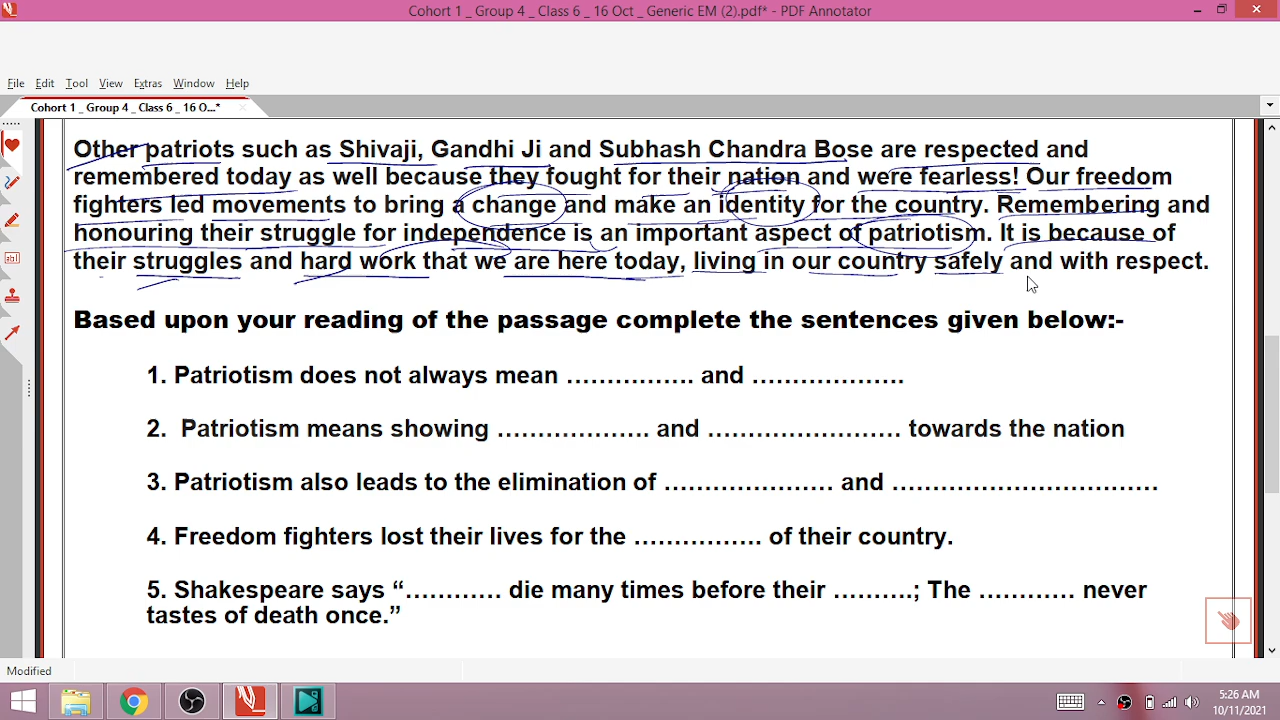 Cohort 1 _ Group 4 _ Class 6 _ 16 Oct _ Generic EM (2).pdf* - PDF Annotator
File Edit Tool View Extras Window Help
Cohort 1 _ Group 4 _ Class 6 _ 16 O...*
Other patriots such as Shivaji, Gandhi Ji and Subhash Chandra Bose are respected and
remembered today as well because they fought for their nation and were fearless! Our freedom
fighters led movements to bring a change and make an identity for the country. Remembering and
honouring their struggle for independence is an important aspect of patriotism. It is because of
their struggles and hard work that we are here today, living in our country safely and with respect.
Based upon your reading of the passage complete the sentences given below:-
1. Patriotism does not always mean ……………. and ……………….
2. Patriotism means showing ………………. and …………………… towards the nation
3. Patriotism also leads to the elimination of ………………… and ……………………………
4. Freedom fighters lost their lives for the ……………. of their country.
5. Shakespeare says “………… die many times before their ……….; The ………… never
tastes of death once.”
Modified
5:26 AM
10/11/2021